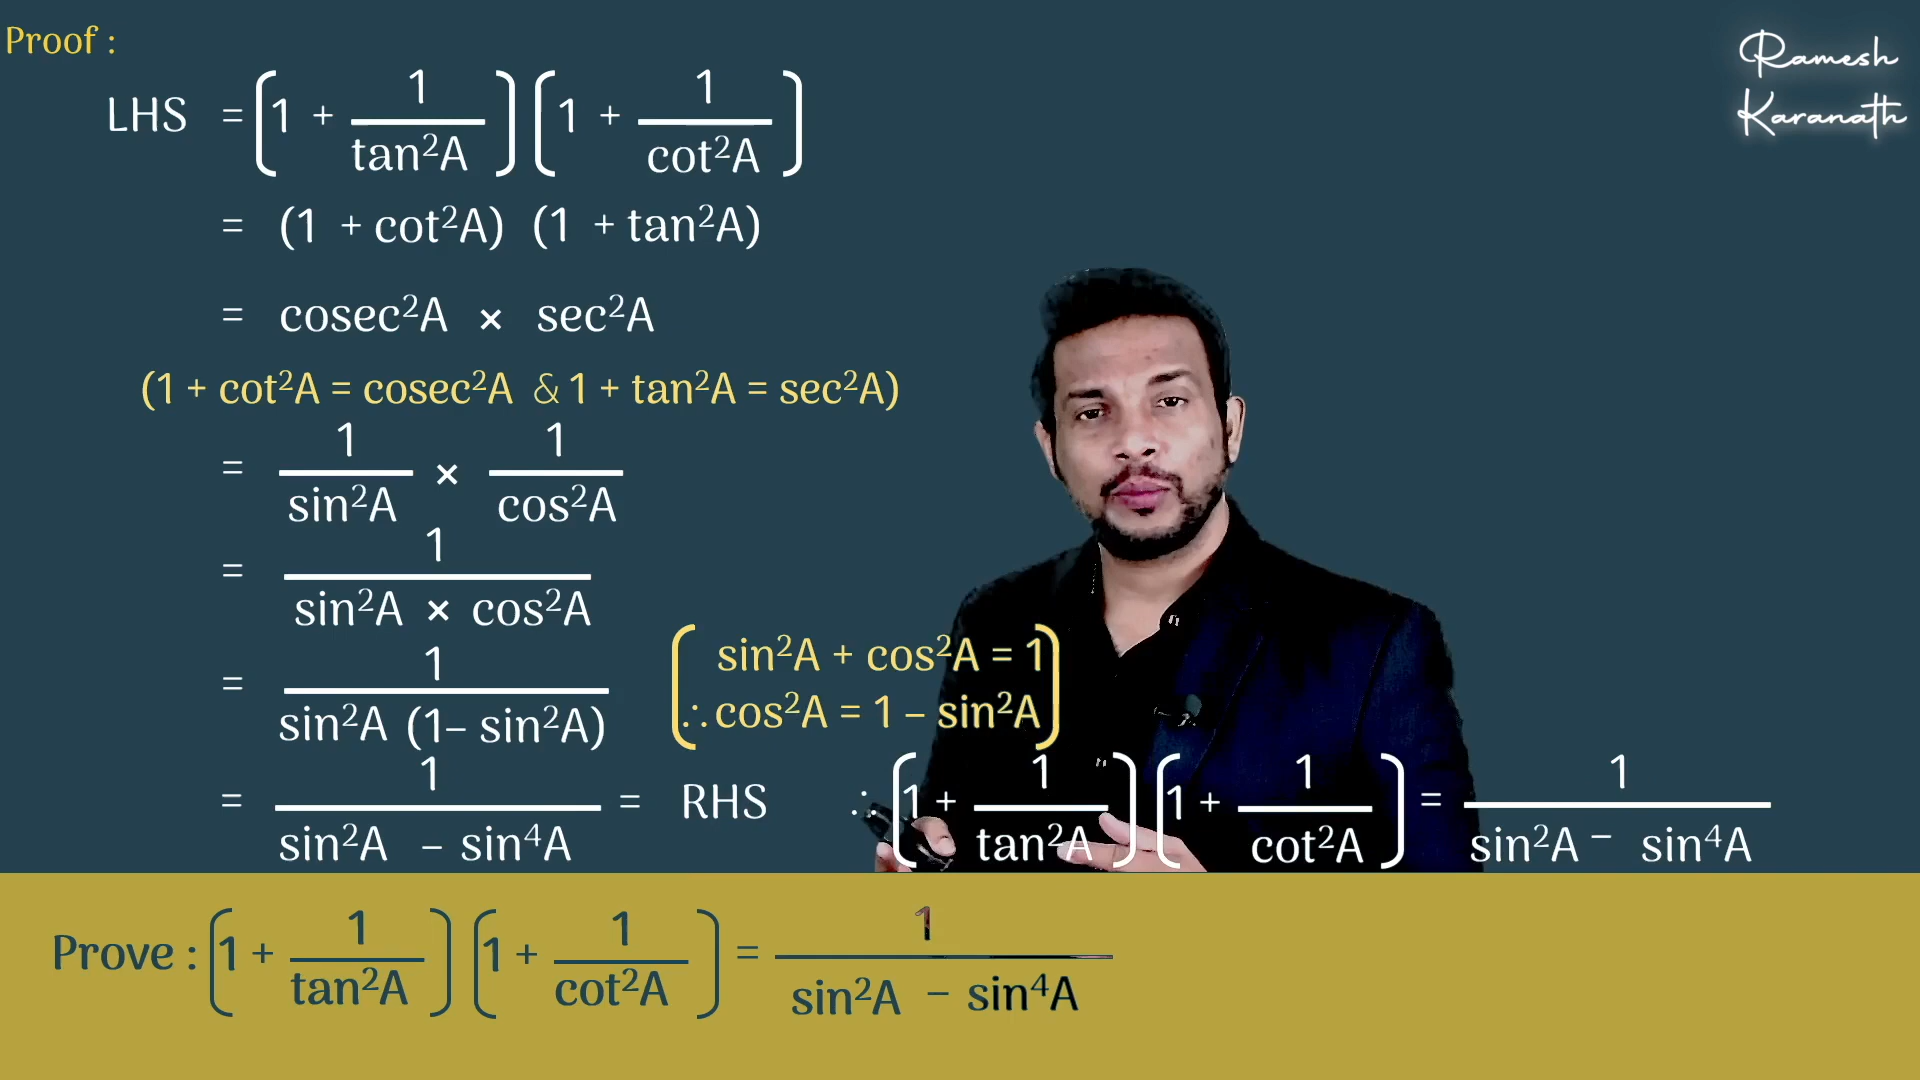 Proof :
Ramesh
Karanath
LHS = (1 + 1/tan²A) (1 + 1/cot²A)
= (1 + cot²A) (1 + tan²A)
= cosec²A × sec²A
(1 + cot²A = cosec²A & 1 + tan²A = sec²A)
= 1/sin²A × 1/cos²A
= 1/sin²A × cos²A
= 1/sin²A (1– sin²A)
sin²A + cos²A = 1
∴ cos²A = 1 – sin²A
= 1/sin²A – sin⁴A = RHS
∴ (1 + 1/tan²A) (1 + 1/cot²A) = 1/sin²A – sin⁴A
Prove : (1 + 1/tan²A) (1 + 1/cot²A) = 1/sin²A – sin⁴A